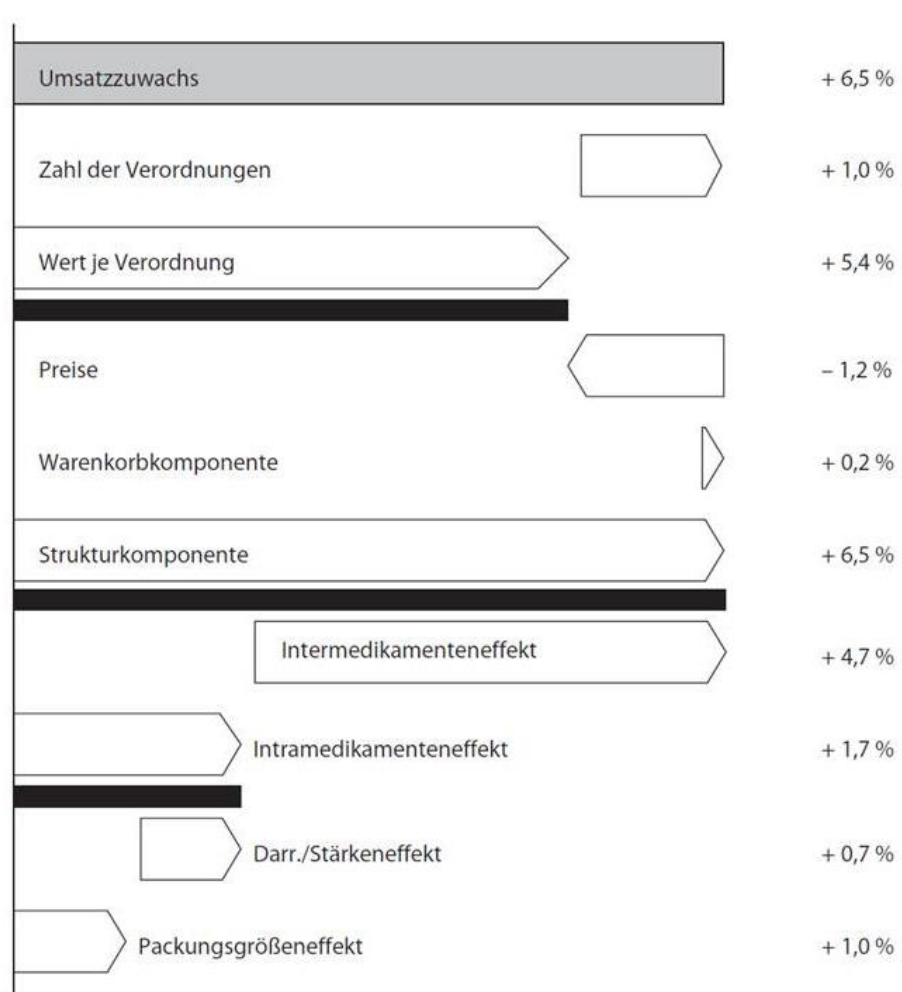 Umsatzzuwachs + 6,5 %
Zahl der Verordnungen + 1,0 %
Wert je Verordnung + 5,4 %
Preise – 1,2 %
Warenkorbkomponente + 0,2 %
Strukturkomponente + 6,5 %
Intermedikamenteneffekt + 4,7 %
Intramedikamenteneffekt + 1,7 %
Darr./Stärkeneffekt + 0,7 %
Packungsgrößeneffekt + 1,0 %